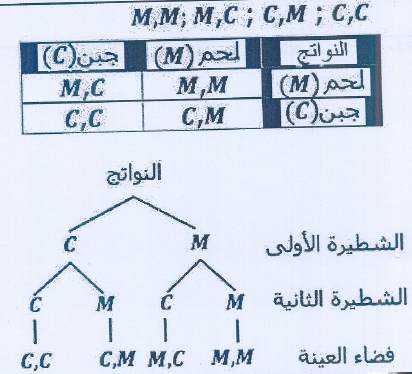 M,M; M,C ; C,M ; C,C
النواتج لحم (M) جبن (C)
لحم (M) M,M M,C
جبن (C) C,M C,C
النواتج
C M
الشطيرة الأولى
C M C M
الشطيرة الثانية
C,C C,M M,C M,M
فضاء العينة